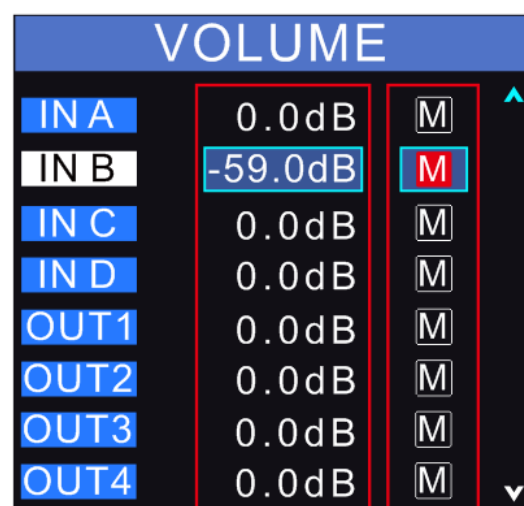 VOLUME
IN A 0.0dB M
IN B -59.0dB M
IN C 0.0dB M
IN D 0.0dB M
OUT1 0.0dB M
OUT2 0.0dB M
OUT3 0.0dB M
OUT4 0.0dB M